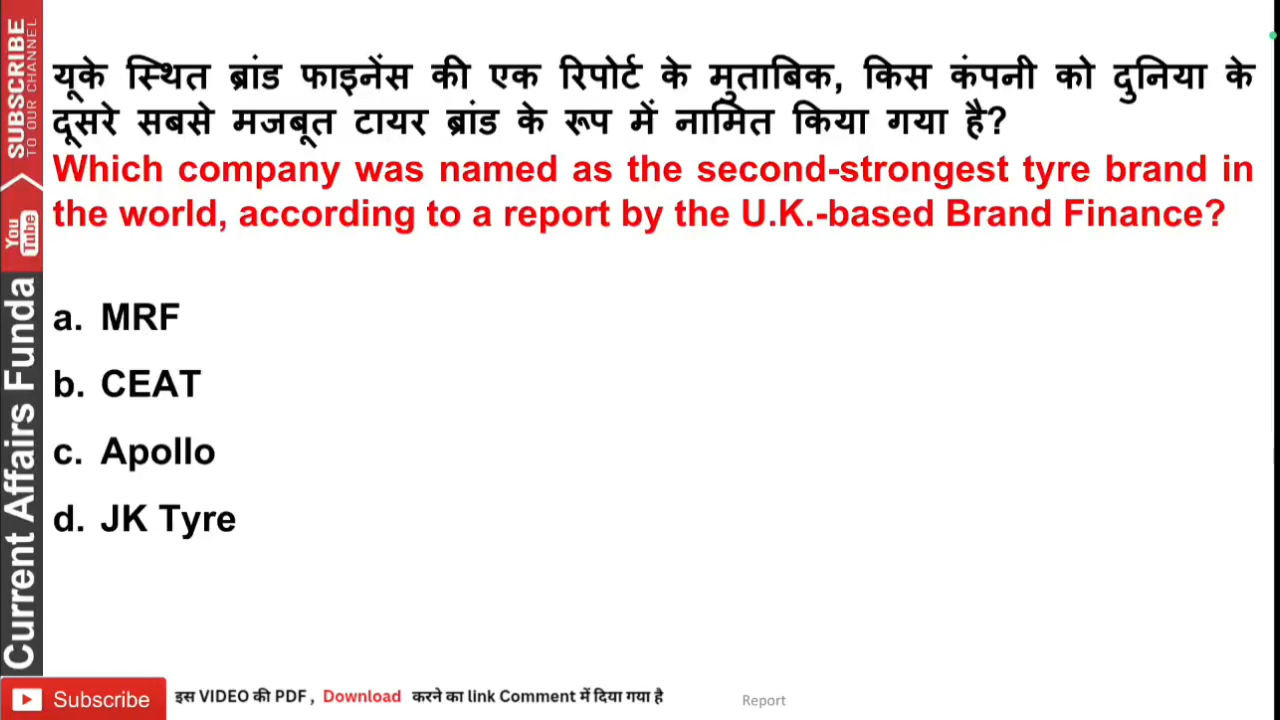 यूके स्थित ब्रांड फाइनेंस की एक रिपोर्ट के मुताबिक, किस कंपनी को दुनिया के
दूसरे सबसे मजबूत टायर ब्रांड के रूप में नामित किया गया है?
Which company was named as the second-strongest tyre brand in
the world, according to a report by the U.K.-based Brand Finance?
a. MRF
b. CEAT
c. Apollo
d. JK Tyre
SUBSCRIBE
TO OUR CHANNEL
You
Tube
Current Affairs Funda
Subscribe
इस VIDEO की PDF , Download करने का link Comment में दिया गया है
Report